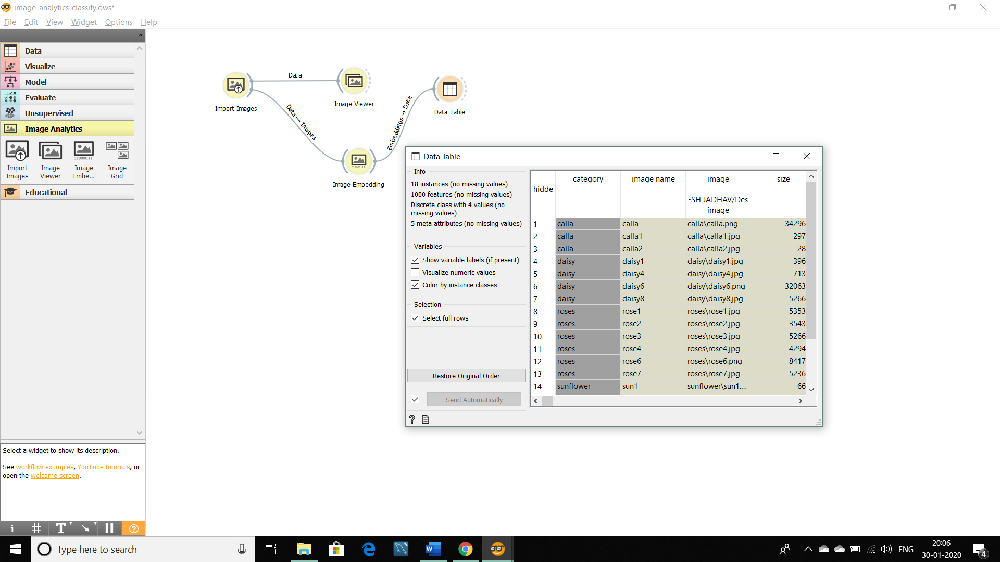 image_analytics_classify.ows*
File Edit View Widget Options Help
«
Data
Visualize
Model
Evaluate
Unsupervised
Image Analytics
Import Images
Image Viewer
Image Embe...
Image Grid
Educational
Select a widget to show its description.
See workflow examples, YouTube tutorials, or
open the welcome screen.
Data
Import Images
Image Viewer
Data → Images
Embeddings → Data
Data Table
Image Embedding
Data Table
Info
18 instances (no missing values)
1000 features (no missing values)
Discrete class with 4 values (no
missing values)
5 meta attributes (no missing values)
Variables
Show variable labels (if present)
Visualize numeric values
Color by instance classes
Selection
Select full rows
Restore Original Order
Send Automatically
category image name image size
hidde
ESH JADHAV/Des
image
1 calla calla calla\calla.png 34296
2 calla calla1 calla\calla1.jpg 297
3 calla calla2 calla\calla2.jpg 28
4 daisy daisy1 daisy\daisy1.jpg 396
5 daisy daisy4 daisy\daisy4.jpg 713
6 daisy daisy6 daisy\daisy6.png 32063
7 daisy daisy8 daisy\daisy8.jpg 5266
8 roses rose1 roses\rose1.jpg 5353
9 roses rose2 roses\rose2.jpg 3543
10 roses rose3 roses\rose3.jpg 5266
11 roses rose4 roses\rose4.jpg 4294
12 roses rose6 roses\rose6.png 8417
13 roses rose7 roses\rose7.jpg 5236
14 sunflower sun1 sunflower\sun1.... 66
Type here to search
ENG
20:06
30-01-2020
4